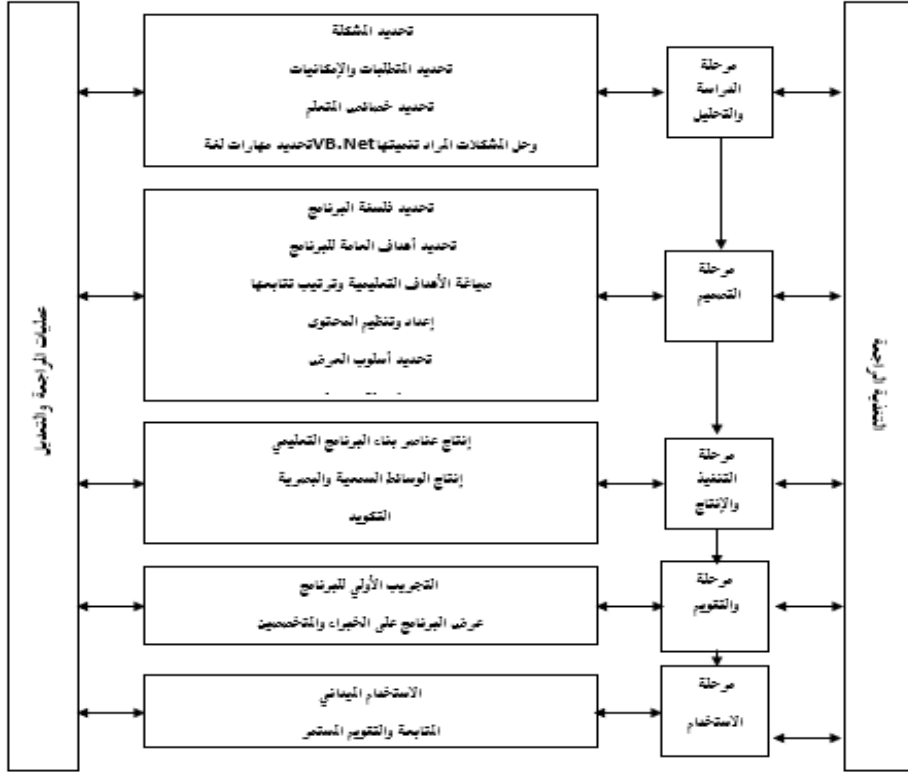 مرحلة
الدراسة
والتحليل
تحديد المشكلة
تحديد المتطلبات والإمكانيات
تحديد خصائص المتعلم
وحل المشكلات المراد تنميتهاVB.Netتحديد مهارات لغة
مرحلة
التصميم
تحديد فلسفة البرنامج
تحديد أهداف العامة للبرنامج
صياغة الأهداف التعليمية وترتيب تتابعها
إعداد وتنظيم المحتوى
تحديد أسلوب العرض
مرحلة
التنفيذ
والإنتاج
إنتاج عناصر بناء البرنامج التعليمي
إنتاج الوسائط السمعية والبصرية
التكويد
مرحلة
والتقويم
التجريب الأولي للبرنامج
عرض البرنامج على الخبراء والمتخصصين
مرحلة
الاستخدام
الاستخدام الميداني
المتابعة والتقويم المستمر
التغذية الراجعة
عمليات المراجعة والتعديل